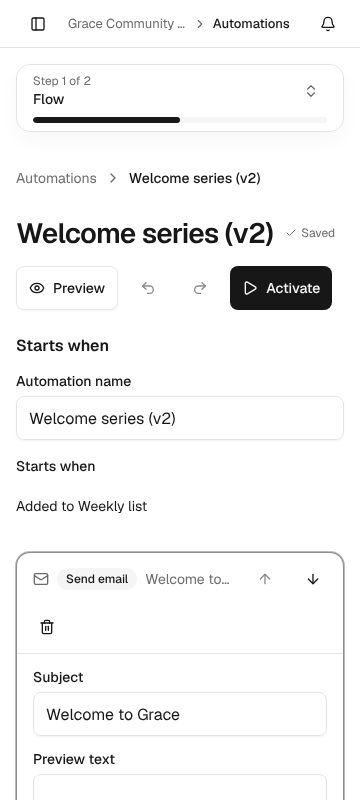 Grace Community ... > Automations
Step 1 of 2
Flow
Automations > Welcome series (v2)
Welcome series (v2) Saved
Preview Activate
Starts when
Automation name
Welcome series (v2)
Starts when
Added to Weekly list
Send email Welcome to...
Subject
Welcome to Grace
Preview text